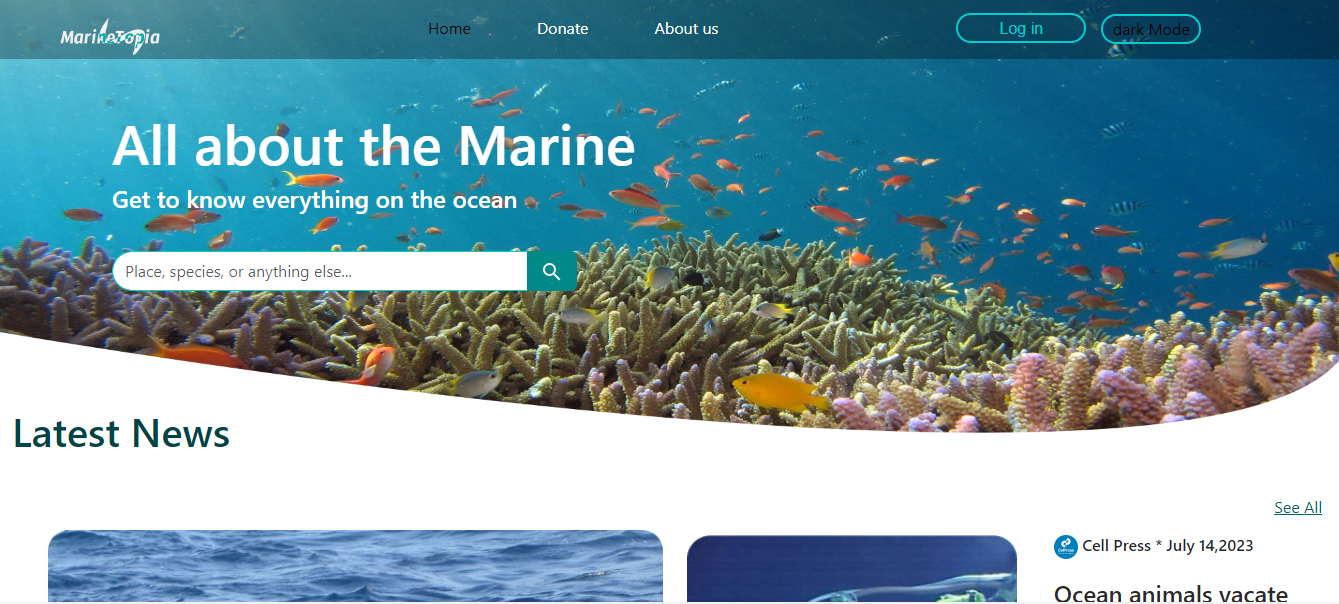 MarineTopia
Home
Donate
About us
Log in
dark Mode
All about the Marine
Get to know everything on the ocean
Place, species, or anything else...
Latest News
See All
Cell Press * July 14,2023
Ocean animals vacate